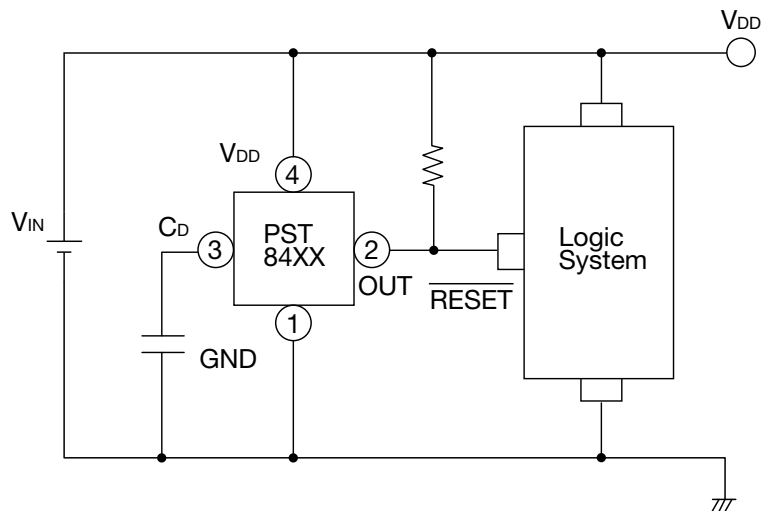 VDD
VDD
4
VIN
CD
3
PST
84XX
2
OUT
RESET
Logic
System
1
GND